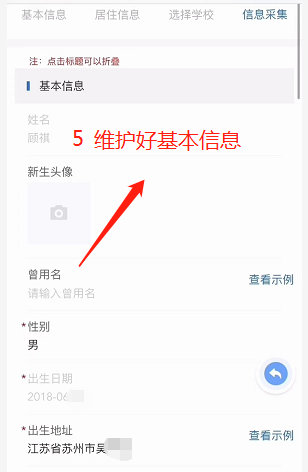 基本信息 居住信息 选择学校 信息采集
注：点击标题可以折叠
基本信息
姓名
顾祺
5 维护好基本信息
新生头像
曾用名 查看示例
请输入曾用名
*性别
男
*出生日期
2018-06
*出生地址 查看示例
江苏省苏州市吴